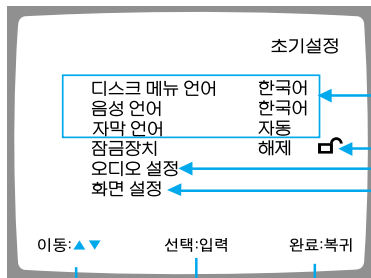 초기설정
디스크 메뉴 언어 한국어
음성 언어 한국어
자막 언어 자동
잠금장치 해제
오디오 설정
화면 설정
이동:▲▼ 선택:입력 완료:복귀